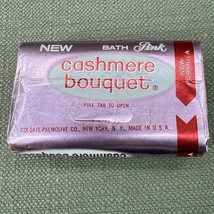 NEW BATH Pink
cashmere
bouquet®
PULL TAB TO OPEN
COLGATE-PALMOLIVE CO., NEW YORK, N. Y., MADE IN U.S.A.